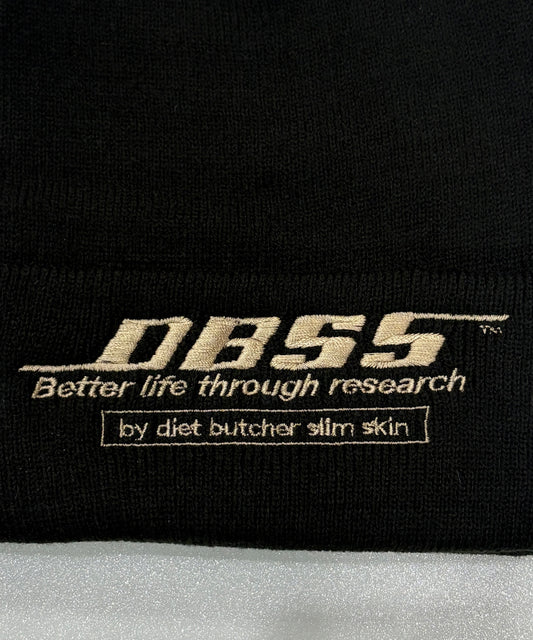 DBSS™
Better life through research
by diet butcher slim skin